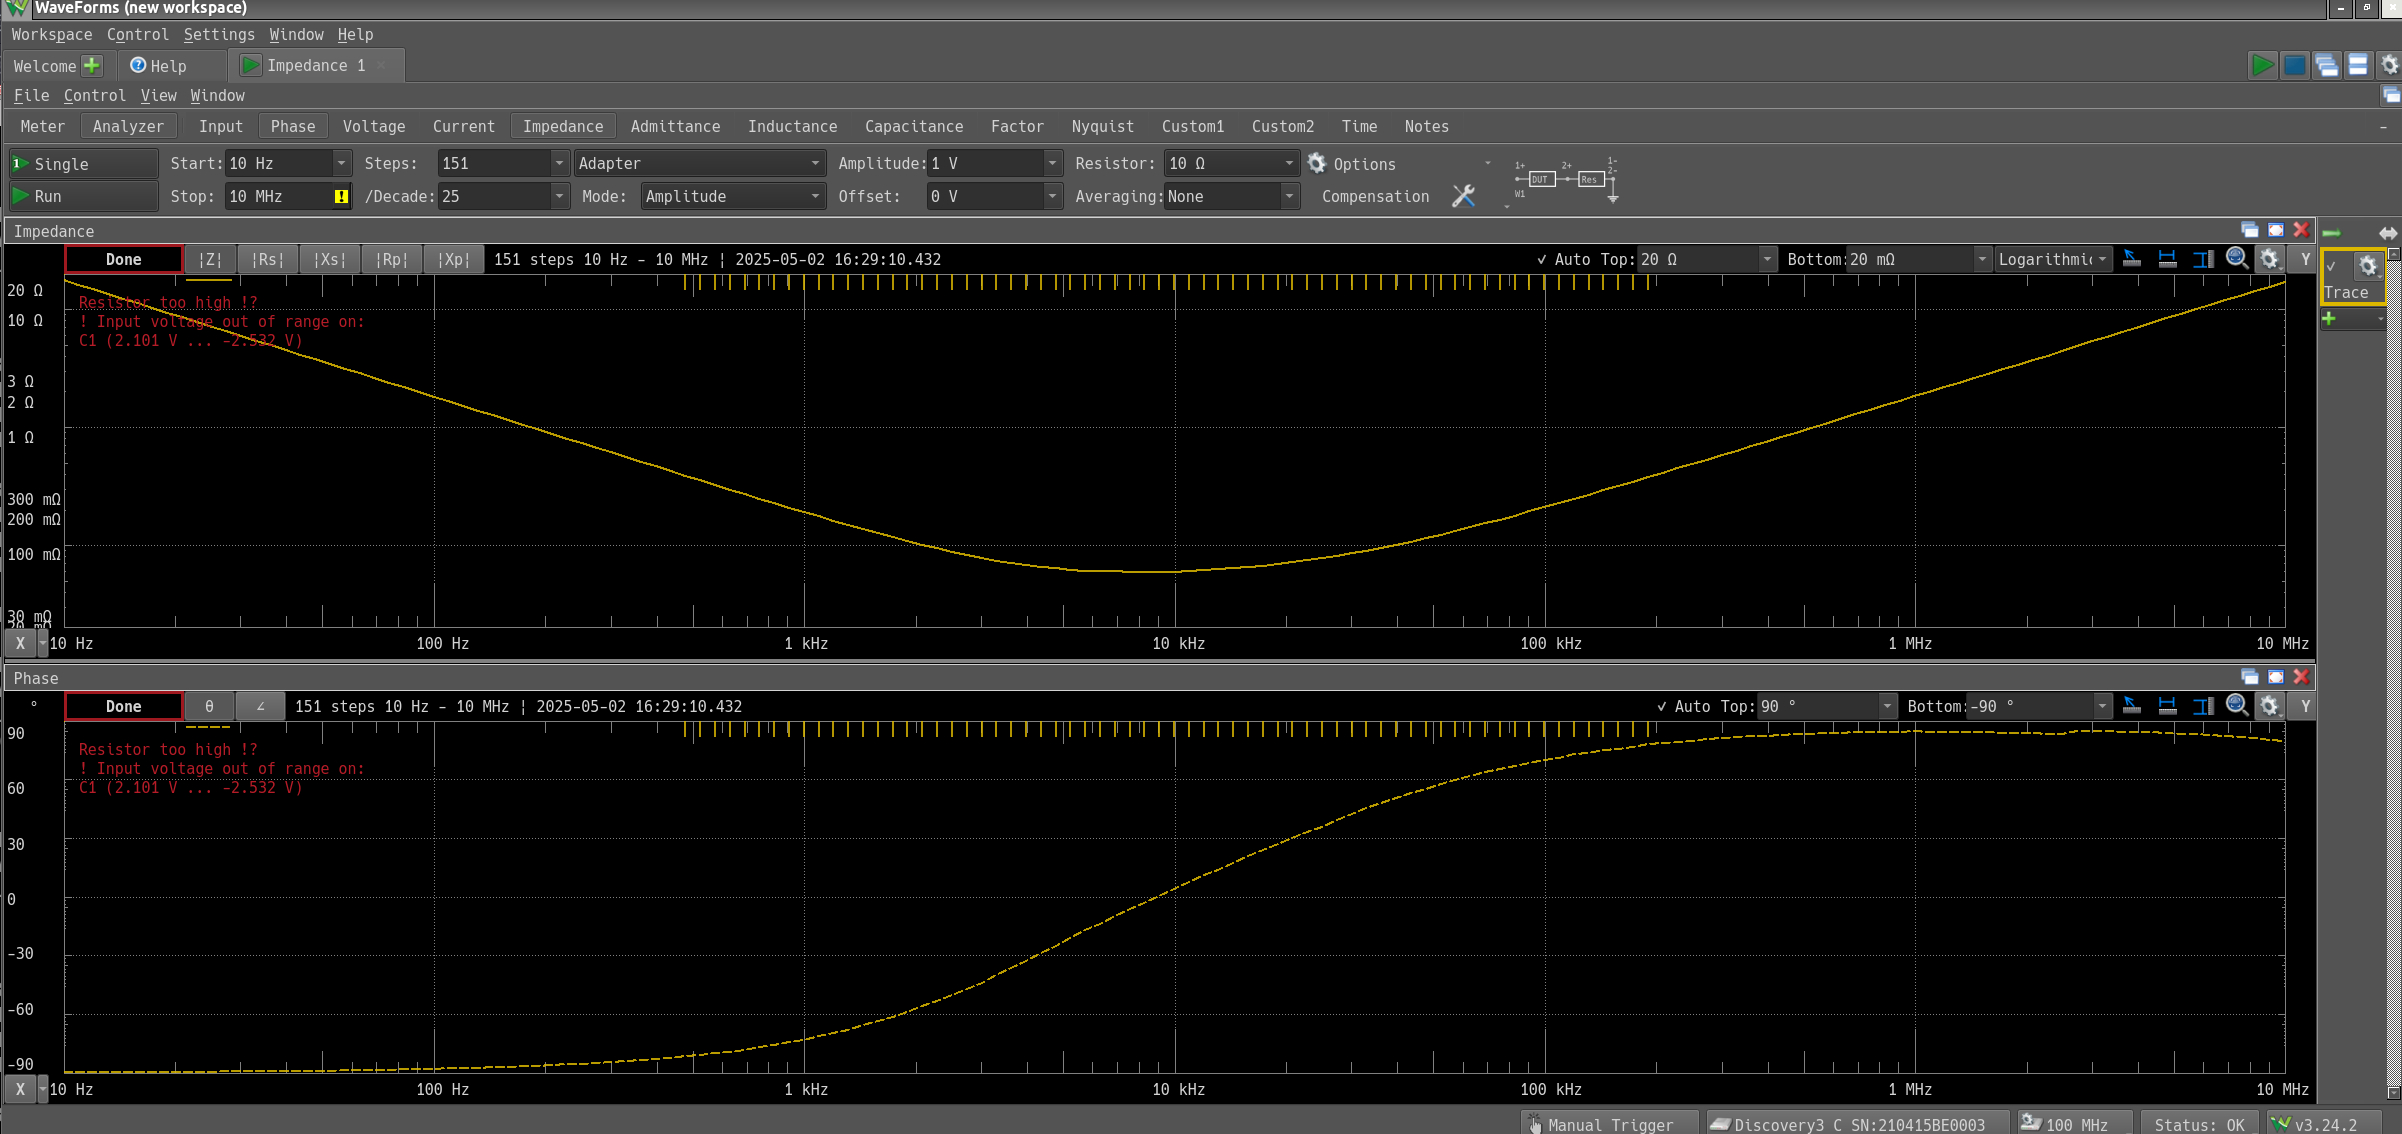 WaveForms (new workspace)
Workspace Control Settings Window Help
Welcome Help Impedance 1
File Control View Window
Meter Analyzer Input Phase Voltage Current Impedance Admittance Inductance Capacitance Factor Nyquist Custom1 Custom2 Time Notes
Single Start: 10 Hz Steps: 151 Adapter Amplitude: 1 V Resistor: 10 Ω Options
Run Stop: 10 MHz ! /Decade: 25 Mode: Amplitude Offset: 0 V Averaging: None Compensation
1+ 2+ 1- 2-
DUT Res
W1
Impedance
Done ¦Z¦ ¦Rs¦ ¦Xs¦ ¦Rp¦ ¦Xp¦ 151 steps 10 Hz - 10 MHz ¦ 2025-05-02 16:29:10.432 ✓ Auto Top: 20 Ω Bottom: 20 mΩ Logarithmic Y
✓ Trace
Resistor too high !?
! Input voltage out of range on:
C1 (2.101 V ... -2.532 V)
20 Ω
10 Ω
3 Ω
2 Ω
1 Ω
300 mΩ
200 mΩ
100 mΩ
30 mΩ
20 mΩ
X 10 Hz 100 Hz 1 kHz 10 kHz 100 kHz 1 MHz 10 MHz
Phase
° Done θ ∠ 151 steps 10 Hz - 10 MHz ¦ 2025-05-02 16:29:10.432 ✓ Auto Top: 90 ° Bottom: -90 ° Y
Resistor too high !?
! Input voltage out of range on:
C1 (2.101 V ... -2.532 V)
90
60
30
0
-30
-60
-90
X 10 Hz 100 Hz 1 kHz 10 kHz 100 kHz 1 MHz 10 MHz
Manual Trigger Discovery3 C SN:210415BE0003 100 MHz Status: OK v3.24.2